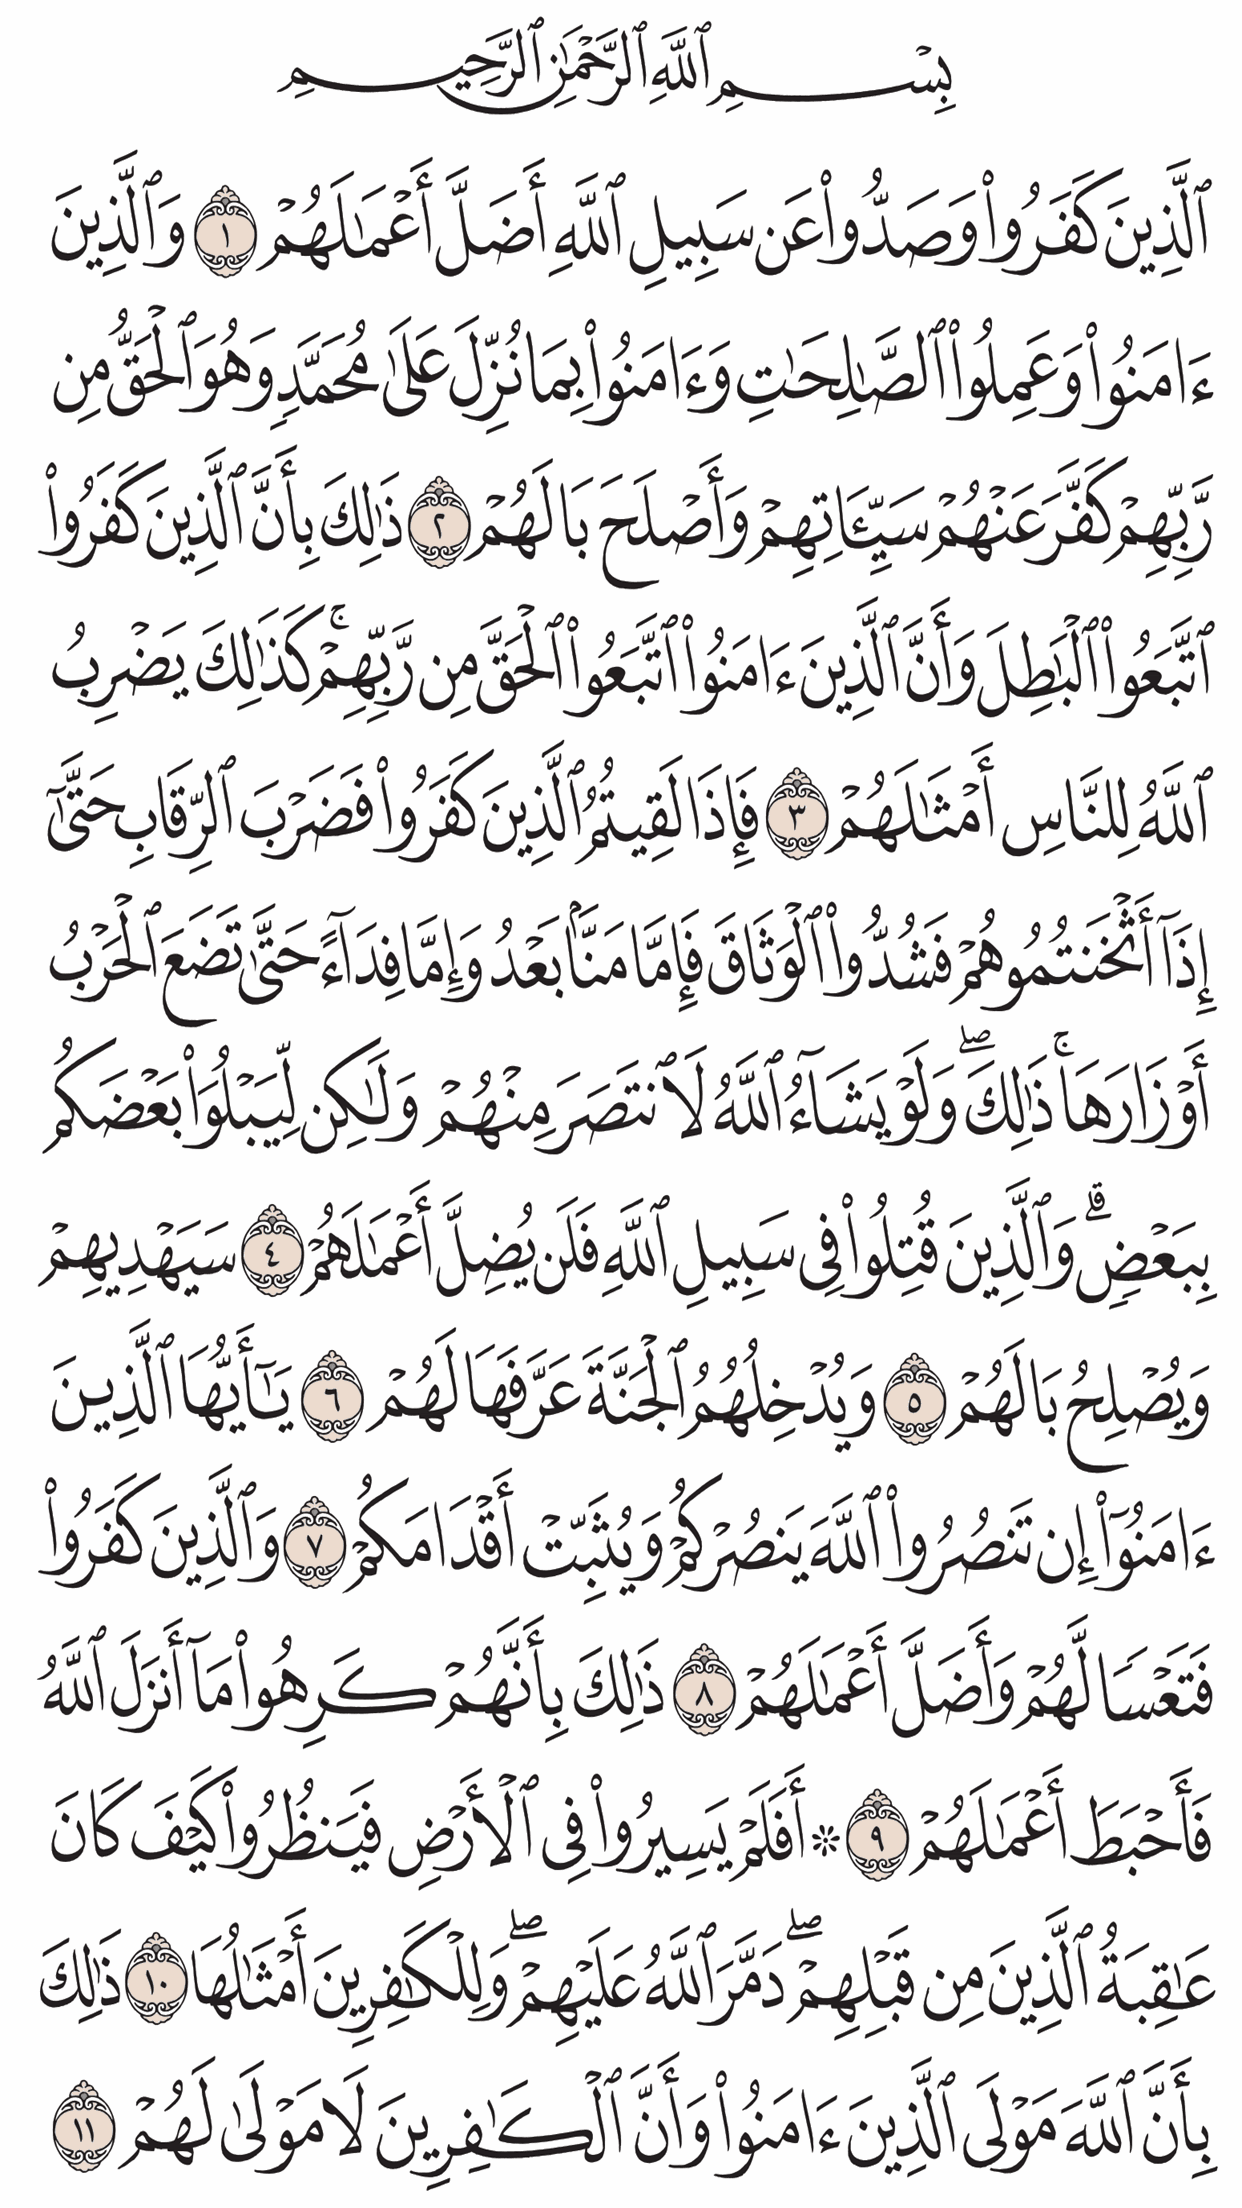 بِسْمِ ٱللَّهِ ٱلرَّحْمَٰنِ ٱلرَّحِيمِ
ٱلَّذِينَ كَفَرُوا۟ وَصَدُّوا۟ عَن سَبِيلِ ٱللَّهِ أَضَلَّ أَعْمَٰلَهُمْ ١ وَٱلَّذِينَ
ءَامَنُوا۟ وَعَمِلُوا۟ ٱلصَّٰلِحَٰتِ وَءَامَنُوا۟ بِمَا نُزِّلَ عَلَىٰ مُحَمَّدٍ وَهُوَ ٱلْحَقُّ مِن
رَّبِّهِمْ كَفَّرَ عَنْهُمْ سَيِّـَٔاتِهِمْ وَأَصْلَحَ بَالَهُمْ ٢ ذَٰلِكَ بِأَنَّ ٱلَّذِينَ كَفَرُوا۟
ٱتَّبَعُوا۟ ٱلْبَٰطِلَ وَأَنَّ ٱلَّذِينَ ءَامَنُوا۟ ٱتَّبَعُوا۟ ٱلْحَقَّ مِن رَّبِّهِمْ ۚ كَذَٰلِكَ يَضْرِبُ
ٱللَّهُ لِلنَّاسِ أَمْثَٰلَهُمْ ٣ فَإِذَا لَقِيتُمُ ٱلَّذِينَ كَفَرُوا۟ فَضَرْبَ ٱلرِّقَابِ حَتَّىٰٓ
إِذَآ أَثْخَنتُمُوهُمْ فَشُدُّوا۟ ٱلْوَثَاقَ فَإِمَّا مَنًّۢا بَعْدُ وَإِمَّا فِدَآءً حَتَّىٰ تَضَعَ ٱلْحَرْبُ
أَوْزَارَهَا ۚ ذَٰلِكَ ۖ وَلَوْ يَشَآءُ ٱللَّهُ لَٱنتَصَرَ مِنْهُمْ وَلَٰكِن لِّيَبْلُوَا۟ بَعْضَكُم
بِبَعْضٍ ۗ وَٱلَّذِينَ قُتِلُوا۟ فِى سَبِيلِ ٱللَّهِ فَلَن يُضِلَّ أَعْمَٰلَهُمْ ٤ سَيَهْدِيهِمْ
وَيُصْلِحُ بَالَهُمْ ٥ وَيُدْخِلُهُمُ ٱلْجَنَّةَ عَرَّفَهَا لَهُمْ ٦ يَٰٓأَيُّهَا ٱلَّذِينَ
ءَامَنُوٓا۟ إِن تَنصُرُوا۟ ٱللَّهَ يَنصُرْكُمْ وَيُثَبِّتْ أَقْدَامَكُمْ ٧ وَٱلَّذِينَ كَفَرُوا۟
فَتَعْسًا لَّهُمْ وَأَضَلَّ أَعْمَٰلَهُمْ ٨ ذَٰلِكَ بِأَنَّهُمْ كَرِهُوا۟ مَآ أَنزَلَ ٱللَّهُ
فَأَحْبَطَ أَعْمَٰلَهُمْ ٩ ۞ أَفَلَمْ يَسِيرُوا۟ فِى ٱلْأَرْضِ فَيَنظُرُوا۟ كَيْفَ كَانَ
عَٰقِبَةُ ٱلَّذِينَ مِن قَبْلِهِمْ ۖ دَمَّرَ ٱللَّهُ عَلَيْهِمْ ۖ وَلِلْكَٰفِرِينَ أَمْثَٰلُهَا ١٠ ذَٰلِكَ
بِأَنَّ ٱللَّهَ مَوْلَى ٱلَّذِينَ ءَامَنُوا۟ وَأَنَّ ٱلْكَٰفِرِينَ لَا مَوْلَىٰ لَهُمْ ١١